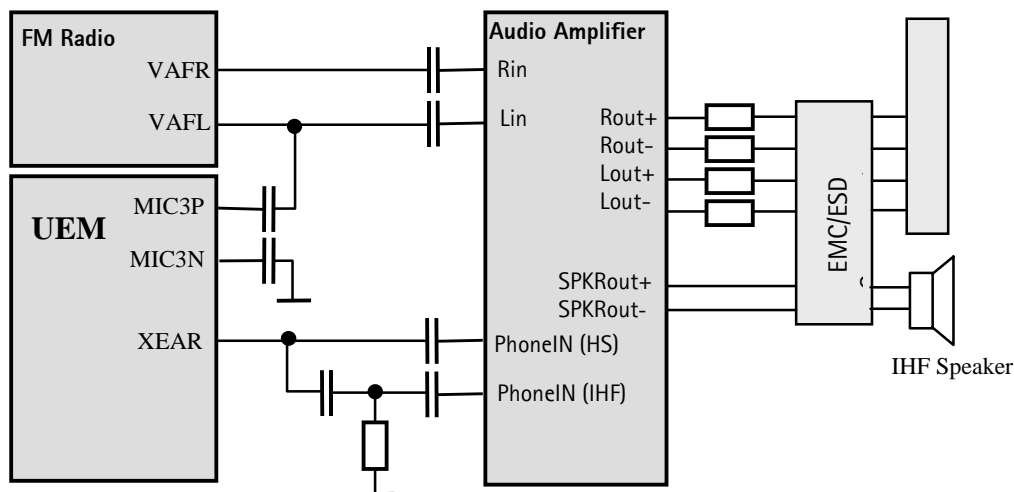 FM Radio
VAFR
VAFL
UEM
MIC3P
MIC3N
XEAR
Audio Amplifier
Rin
Lin
Rout+
Rout-
Lout+
Lout-
SPKRout+
SPKRout-
PhoneIN (HS)
PhoneIN (IHF)
EMC/ESD
IHF Speaker